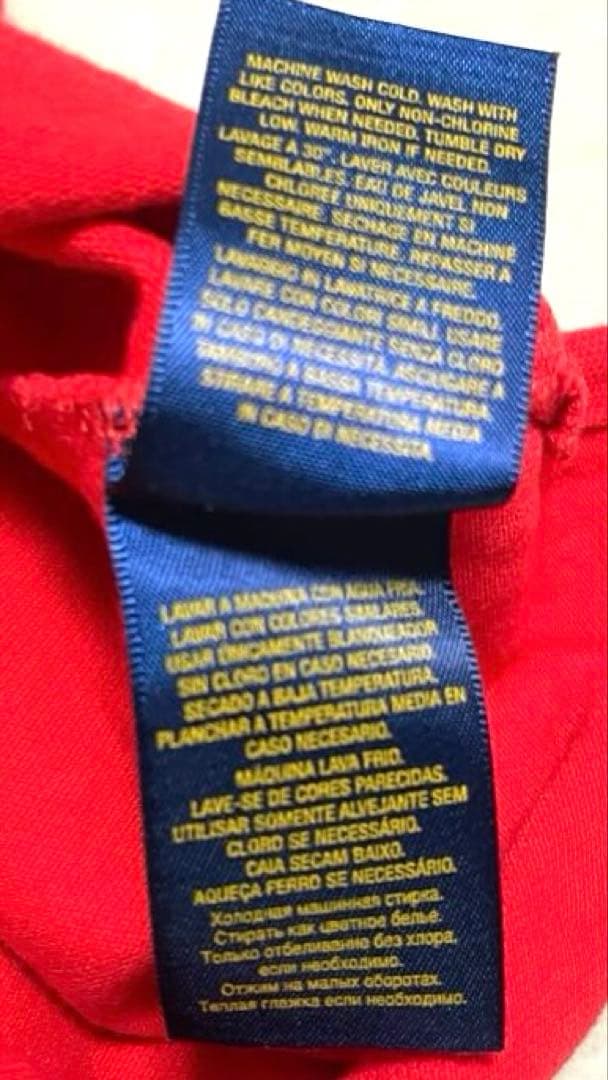 MACHINE WASH COLD. WASH WITH
LIKE COLORS. ONLY NON-CHLORINE
BLEACH WHEN NEEDED. TUMBLE DRY
LOW. WARM IRON IF NEEDED.
LAVAGE A 30°. LAVER AVEC COULEURS
SEMBLABLES. EAU DE JAVEL NON
CHLORÉE UNIQUEMENT SI
NECESSAIRE. SECHAGE EN MACHINE
BASSE TEMPERATURE. REPASSER A
FER MOYEN SI NECESSAIRE.
LAVAGGIO IN LAVATRICE A FREDDO.
LAVARE CON COLORI SIMILI. USARE
SOLO CANDEGGIANTE SENZA CLORO
IN CASO DI NECESSITA. ASCIUGARE A
TAMBURO A BASSA TEMPERATURA.
STIRARE A TEMPERATURA MEDIA
IN CASO DI NECESSITA.
LAVAR A MAQUINA CON AGUA FRIA.
LAVAR CON COLORES SIMILARES.
USAR ÚNICAMENTE BLANQUEADOR
SIN CLORO EN CASO NECESARIO.
SECADO A BAJA TEMPERATURA.
PLANCHAR A TEMPERATURA MEDIA EN
CASO NECESARIO.
MÁQUINA LAVA FRIO.
LAVE-SE DE CORES PARECIDAS.
UTILISAR SOMENTE ALVEJANTE SEM
CLORO SE NECESSÁRIO.
CAIA SECAM BAIXO.
AQUEÇA FERRO SE NECESSÁRIO.
Холодная машинная стирка.
Стирать как цветное белье.
Только отбеливание без хлора,
если необходимо.
Отжим на малых оборотах.
Теплая глажка если необходимо.